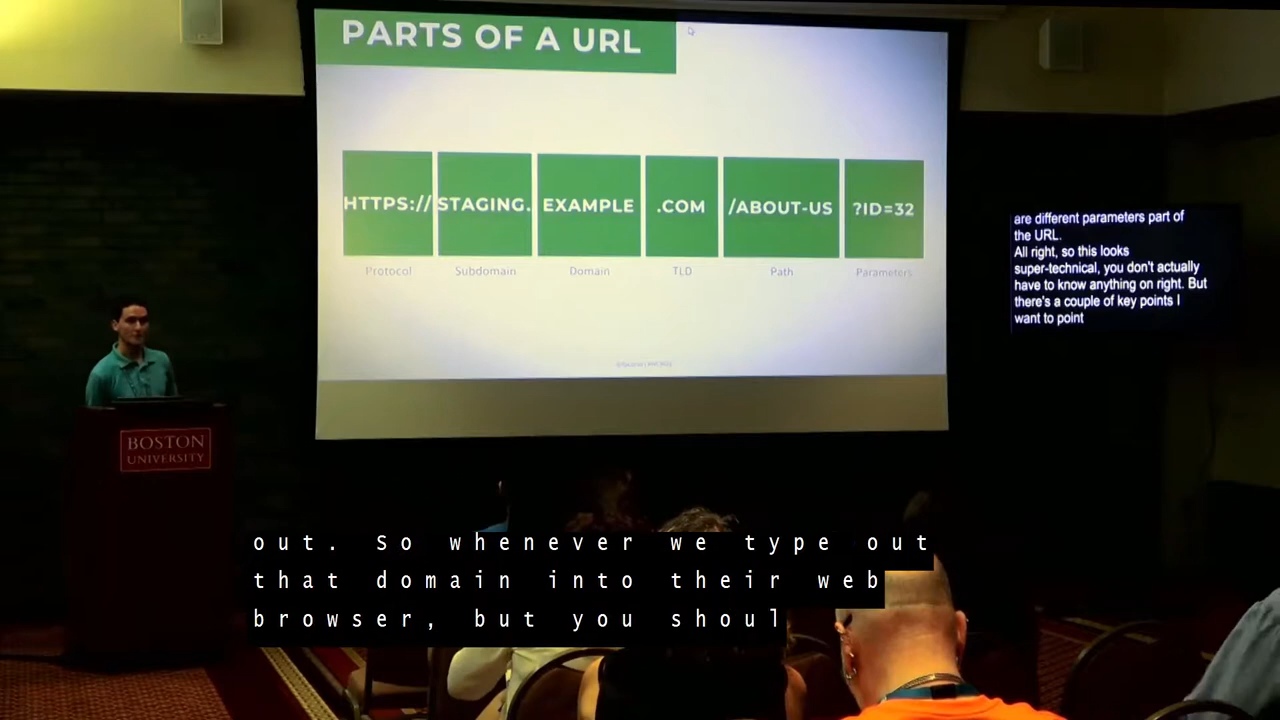 PARTS OF A URL
HTTPS:// STAGING. EXAMPLE .COM /ABOUT-US ?ID=32
Protocol Subdomain Domain TLD Path Parameters
are different parameters part of
the URL.
All right, so this looks
super-technical, you don't actually
have to know anything on right. But
there's a couple of key points I
want to point
BOSTON
UNIVERSITY
out. So whenever we type out
that domain into their web
browser, but you shoul